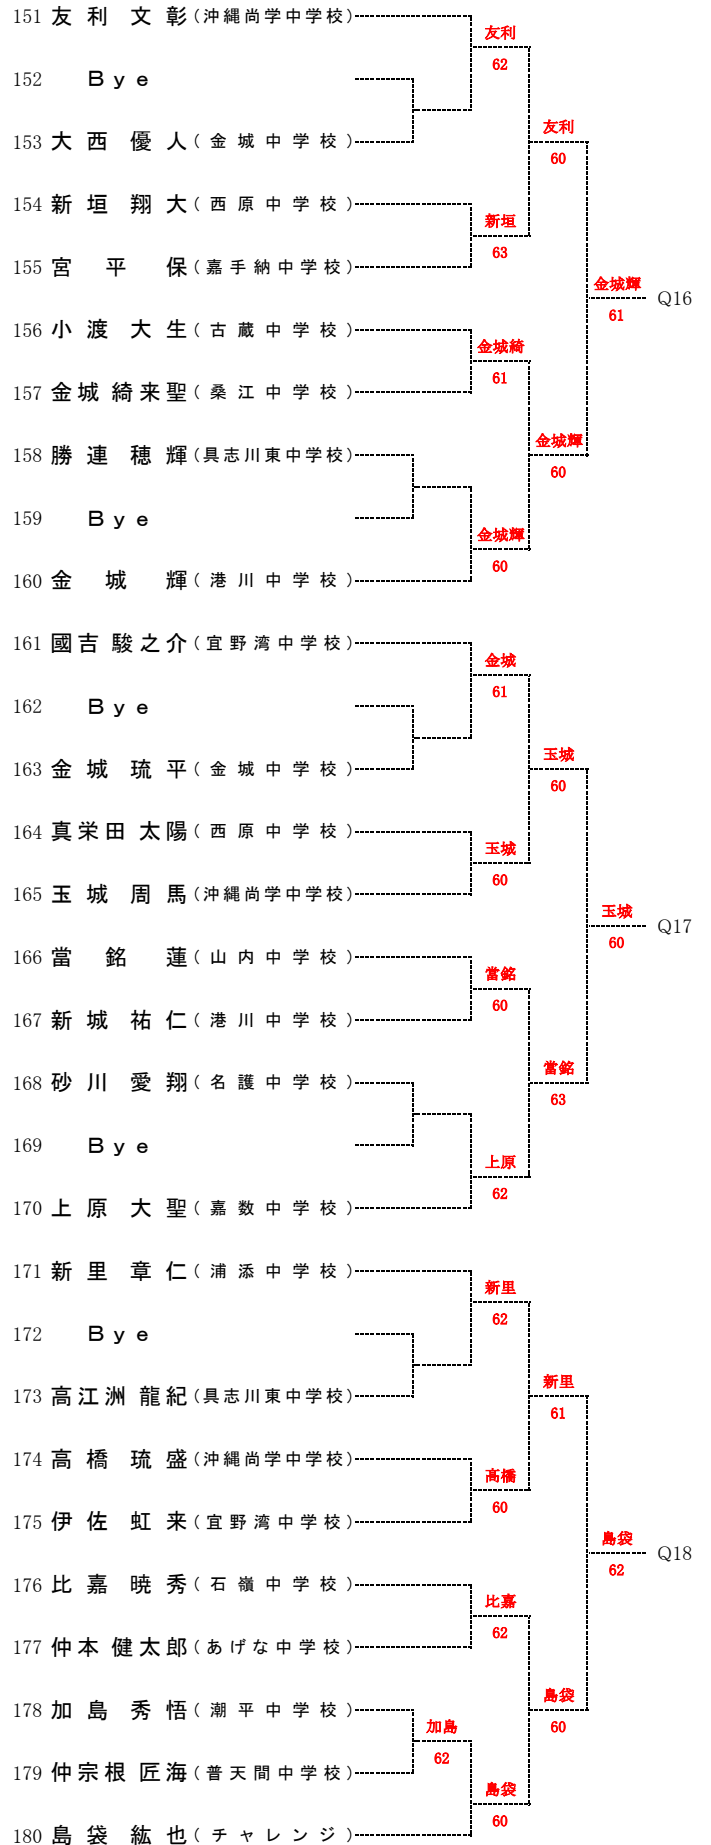 151 友利 文彰 (沖縄尚学中学校)
友利
62
152 Bye
友利
153 大西 優人 (金城中学校)
60
154 新垣 翔大 (西原中学校)
新垣
63
155 宮平 保 (嘉手納中学校)
金城輝
Q16
61
156 小渡 大生 (古蔵中学校)
金城綺
61
157 金城 綺来聖 (桑江中学校)
金城輝
158 勝連 穂輝 (具志川東中学校)
60
159 Bye
金城輝
60
160 金城 輝 (港川中学校)
161 國吉 駿之介 (宜野湾中学校)
金城
61
162 Bye
玉城
163 金城 琉平 (金城中学校)
60
164 真栄田 太陽 (西原中学校)
玉城
60
165 玉城 周馬 (沖縄尚学中学校)
玉城
Q17
60
166 當銘 蓮 (山内中学校)
當銘
60
167 新城 祐仁 (港川中学校)
當銘
168 砂川 愛翔 (名護中学校)
63
169 Bye
上原
62
170 上原 大聖 (嘉数中学校)
171 新里 章仁 (浦添中学校)
新里
62
172 Bye
新里
173 高江洲 龍紀 (具志川東中学校)
61
174 高橋 琉盛 (沖縄尚学中学校)
高橋
60
175 伊佐 虹来 (宜野湾中学校)
島袋
Q18
62
176 比嘉 暁秀 (石嶺中学校)
比嘉
62
177 仲本 健太郎 (あげな中学校)
島袋
178 加島 秀悟 (潮平中学校)
60
加島
62
179 仲宗根 匠海 (普天間中学校)
島袋
60
180 島袋 紘也 (チャレンジ)